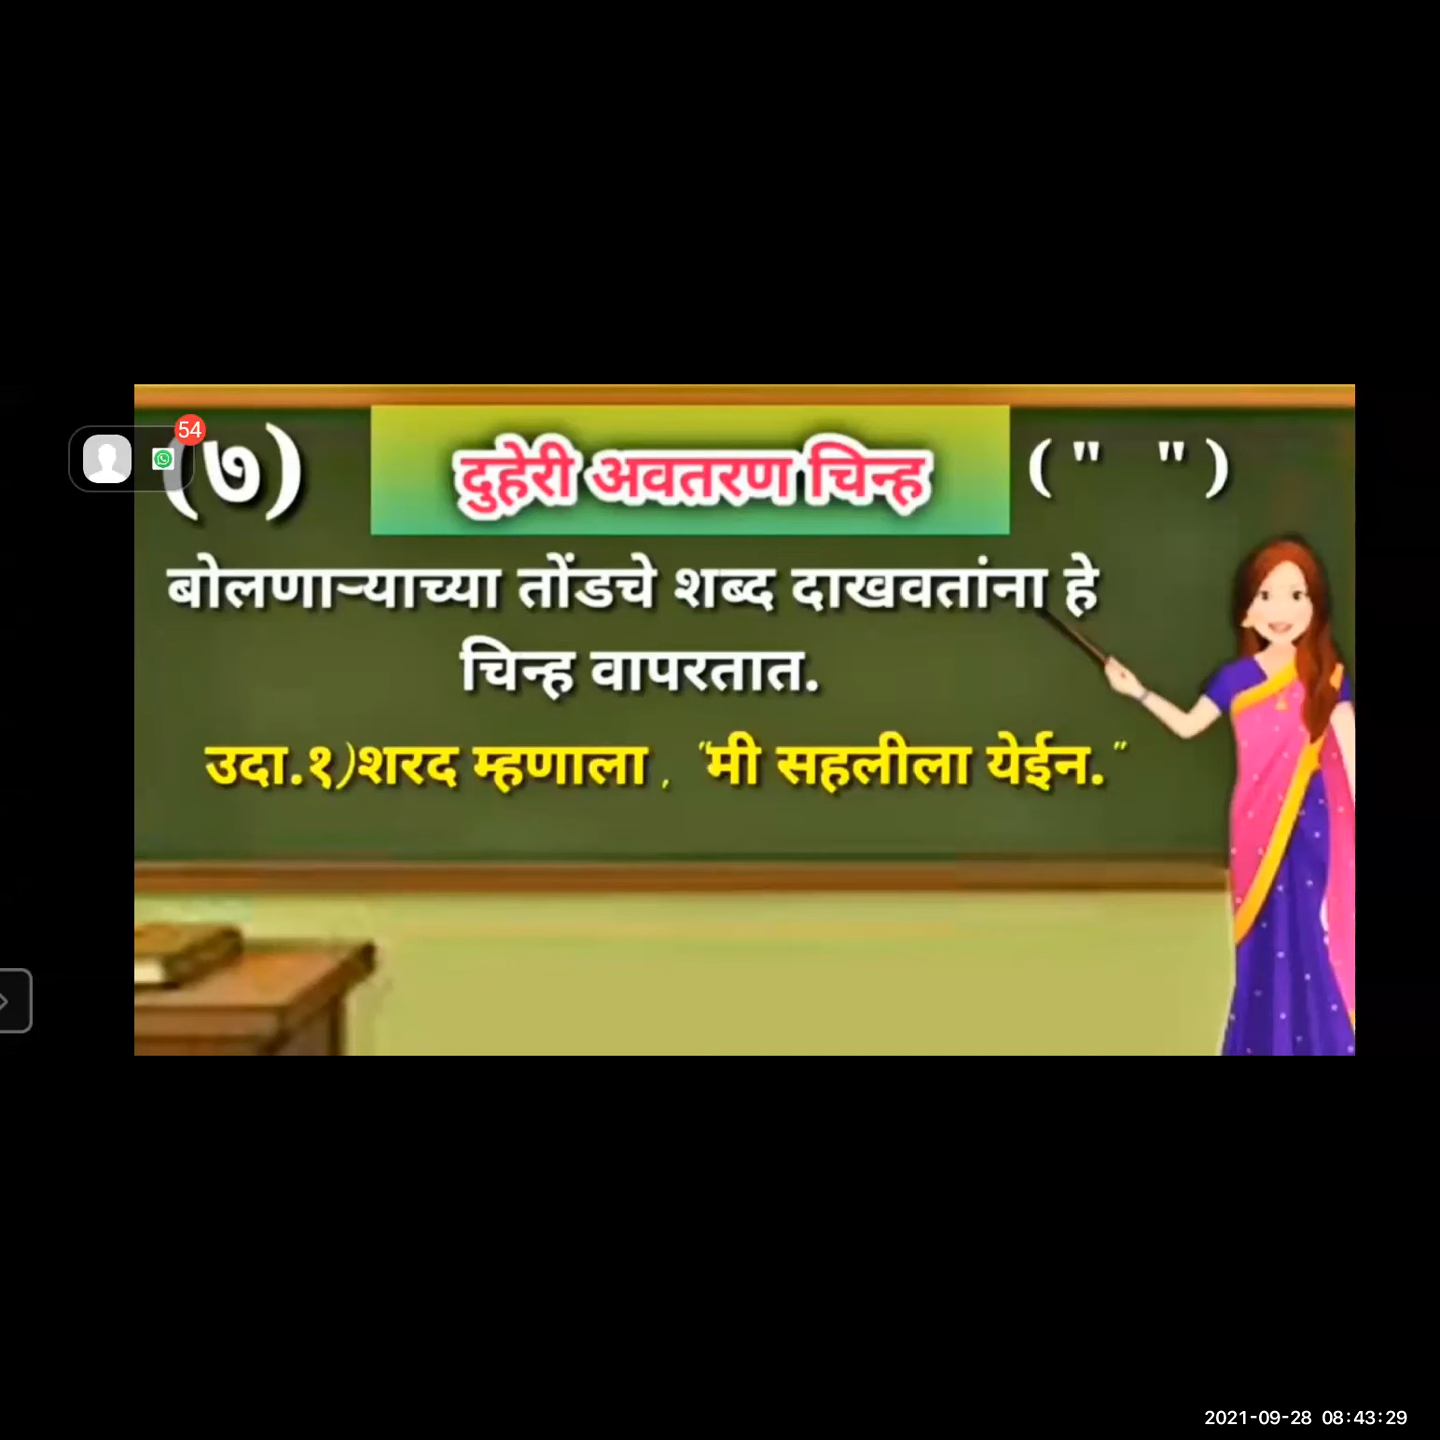 54
(७) दुहेरी अवतरण चिन्ह (" ")
बोलणाऱ्याच्या तोंडचे शब्द दाखवतांना हे
चिन्ह वापरतात.
उदा.१)शरद म्हणाला , "मी सहलीला येईन."
2021-09-28 08:43:29